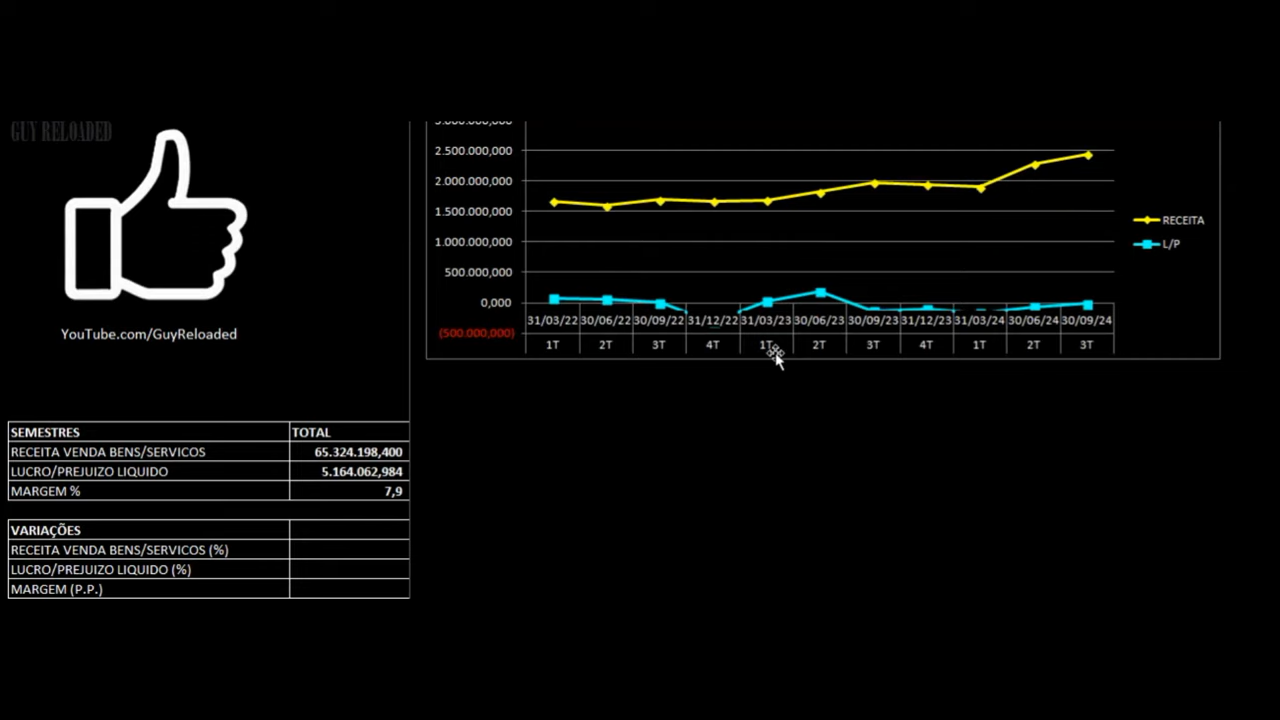 GUY RELOADED
YouTube.com/GuyReloaded
2.500.000,000
2.000.000,000
1.500.000,000
1.000.000,000
500.000,000
0,000
(500.000,000)
31/03/22 30/06/22 30/09/22 31/12/22 31/03/23 30/06/23 30/09/23 31/12/23 31/03/24 30/06/24 30/09/24
1T 2T 3T 4T 1T 2T 3T 4T 1T 2T 3T
RECEITA
L/P
SEMESTRES TOTAL
RECEITA VENDA BENS/SERVICOS 65.324.198,400
LUCRO/PREJUIZO LIQUIDO 5.164.062,984
MARGEM % 7,9
VARIAÇÕES
RECEITA VENDA BENS/SERVICOS (%)
LUCRO/PREJUIZO LIQUIDO (%)
MARGEM (P.P.)